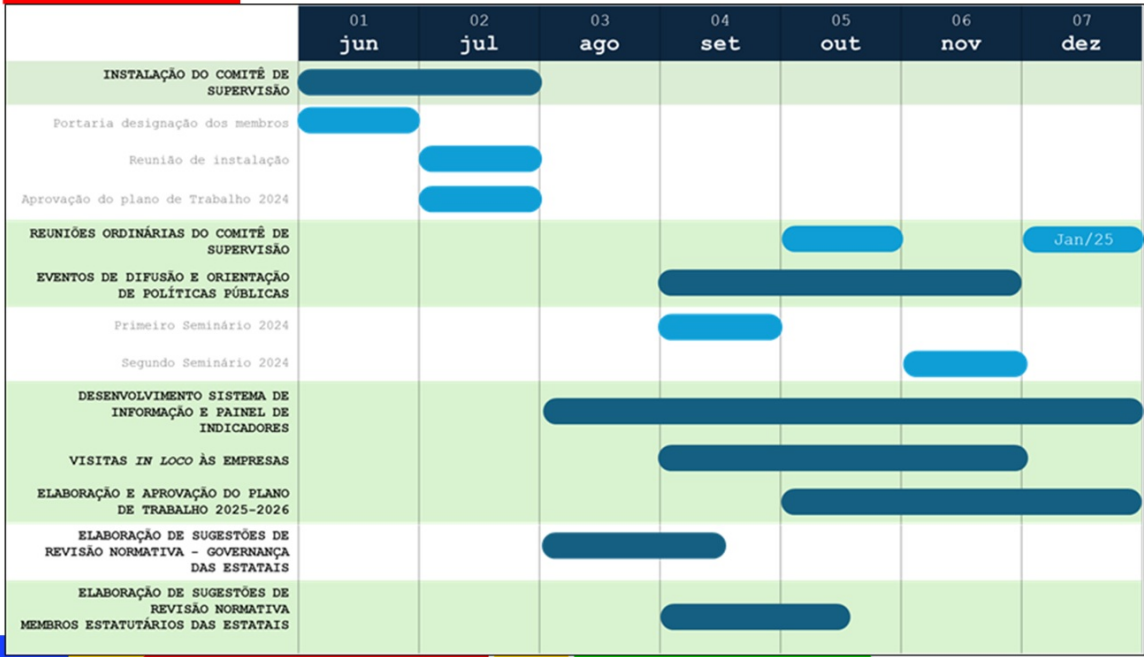 01 02 03 04 05 06 07
jun jul ago set out nov dez
INSTALAÇÃO DO COMITÊ DE
SUPERVISÃO
Portaria designação dos membros
Reunião de instalação
Aprovação do plano de Trabalho 2024
REUNIÕES ORDINÁRIAS DO COMITÊ DE
SUPERVISÃO
Jan/25
EVENTOS DE DIFUSÃO E ORIENTAÇÃO
DE POLÍTICAS PÚBLICAS
Primeiro Seminário 2024
Segundo Seminário 2024
DESENVOLVIMENTO SISTEMA DE
INFORMAÇÃO E PAINEL DE
INDICADORES
VISITAS IN LOCO ÀS EMPRESAS
ELABORAÇÃO E APROVAÇÃO DO PLANO
DE TRABALHO 2025-2026
ELABORAÇÃO DE SUGESTÕES DE
REVISÃO NORMATIVA - GOVERNANÇA
DAS ESTATAIS
ELABORAÇÃO DE SUGESTÕES DE
REVISÃO NORMATIVA
MEMBROS ESTATUTÁRIOS DAS ESTATAIS